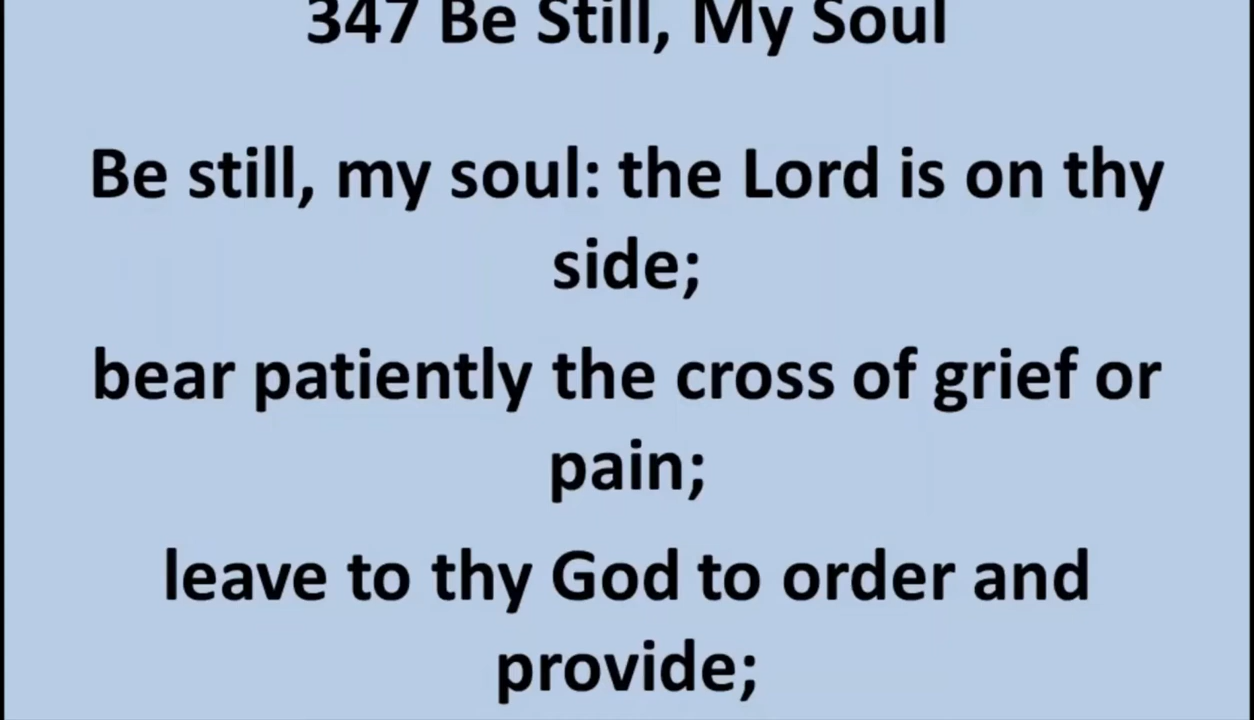 347 Be Still, My Soul
Be still, my soul: the Lord is on thy
side;
bear patiently the cross of grief or
pain;
leave to thy God to order and
provide;